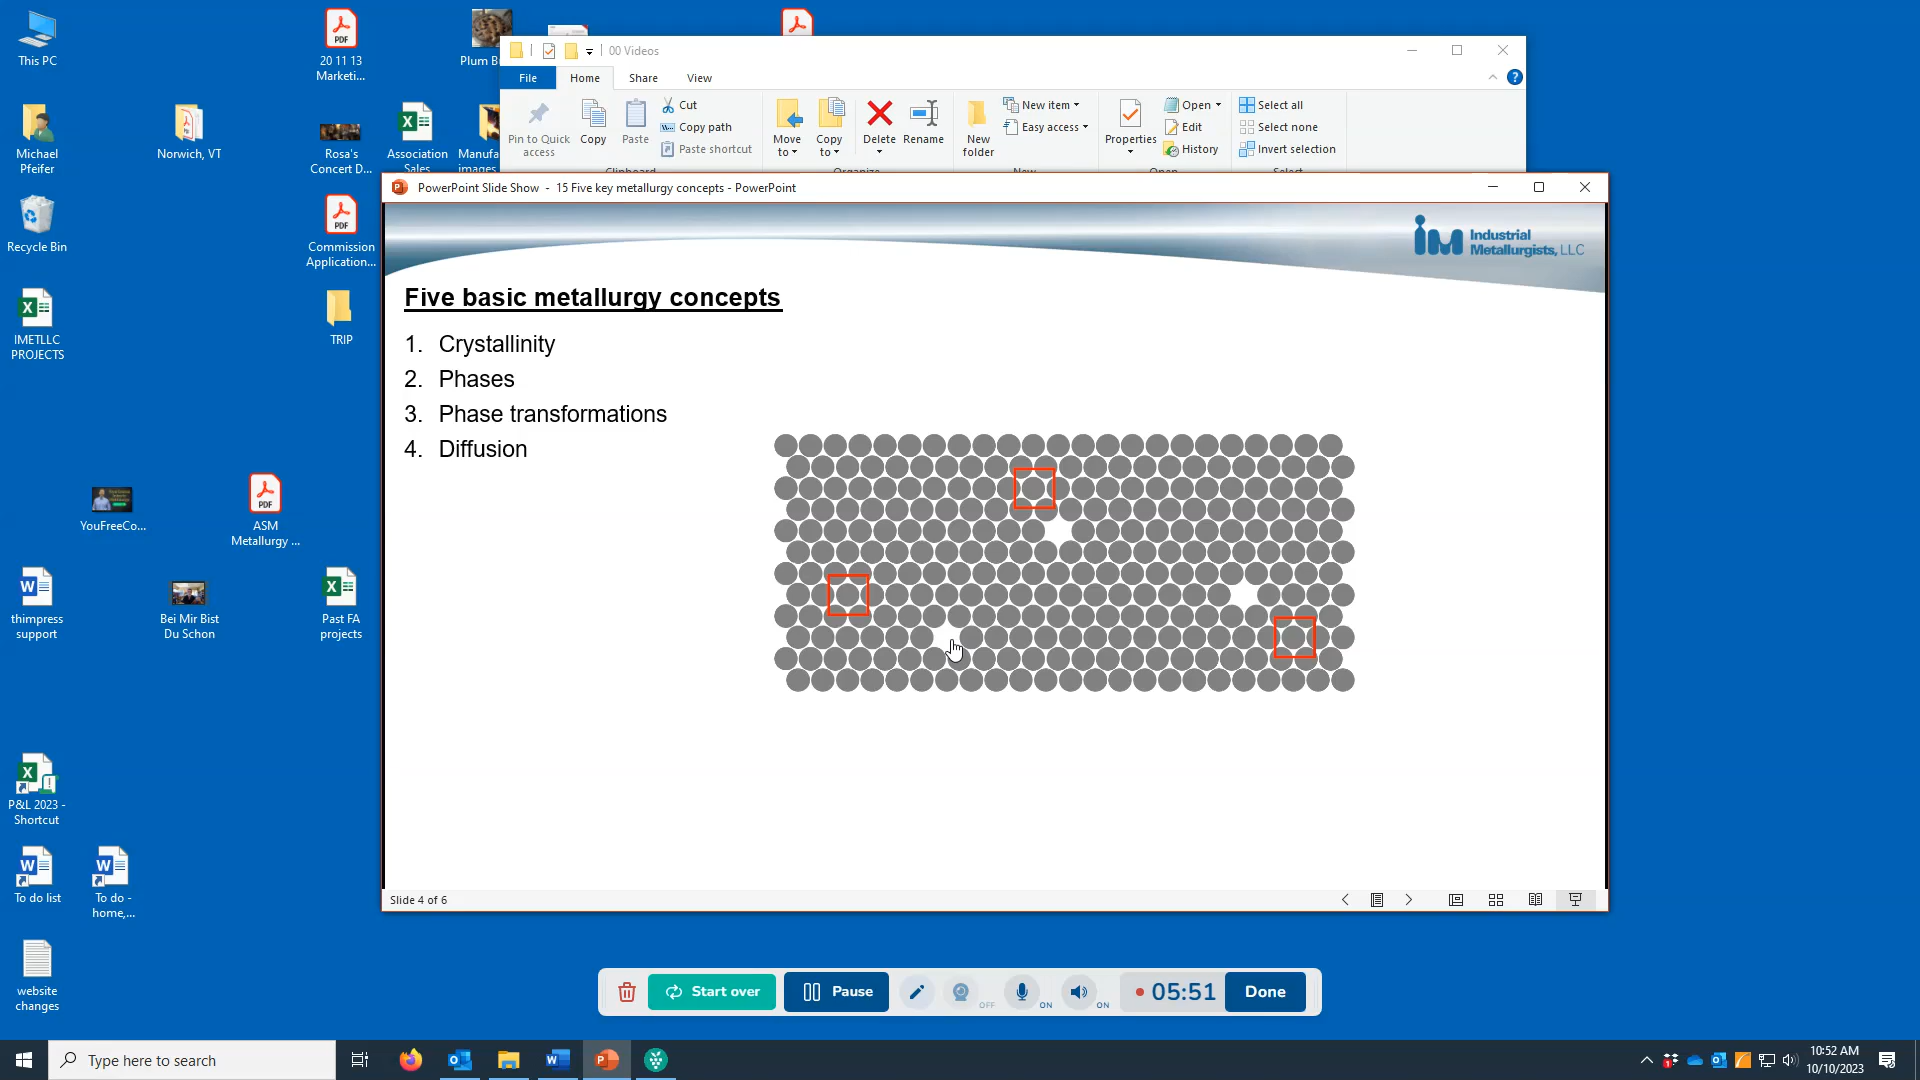 This PC
20 11 13
Marketi...
Plum B
Michael
Pfeifer
Norwich, VT
Rosa's
Concert D...
Association
Sales
Manufa
images
Recycle Bin
Commission
Application...
IMETLLC
PROJECTS
TRIP
YouFreeCo...
ASM
Metallurgy ...
thimpress
support
Bei Mir Bist
Du Schon
Past FA
projects
P&L 2023 -
Shortcut
To do list
To do -
home,...
website
changes
00 Videos
File Home Share View
Pin to Quick
access
Copy
Paste
Cut
Copy path
Paste shortcut
Clipboard
Move
to
Copy
to
Delete
Rename
Organize
New
folder
New item
Easy access
New
Properties
Open
Edit
History
Open
Select all
Select none
Invert selection
Select
PowerPoint Slide Show - 15 Five key metallurgy concepts - PowerPoint
im Industrial
Metallurgists, LLC
Five basic metallurgy concepts
1. Crystallinity
2. Phases
3. Phase transformations
4. Diffusion
Slide 4 of 6
Start over Pause OFF ON ON 05:51 Done
Type here to search
10:52 AM
10/10/2023